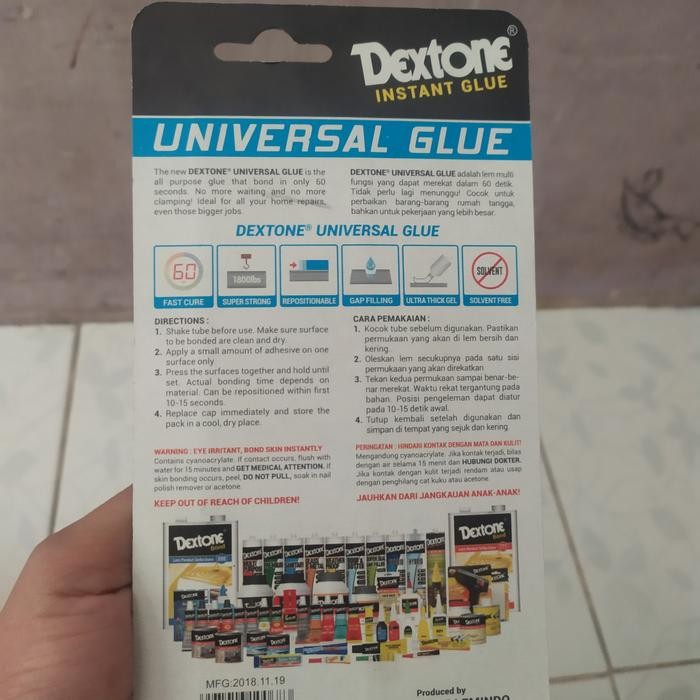 DEXTONE®
INSTANT GLUE
UNIVERSAL GLUE
The new DEXTONE® UNIVERSAL GLUE is the
all purpose glue that bond in only 60
seconds. No more waiting and no more
clamping! Ideal for all your home repairs,
even those bigger jobs.
DEXTONE® UNIVERSAL GLUE adalah lem multi
fungsi yang dapat merekat dalam 60 detik.
Tidak perlu lagi menunggu! Cocok untuk
perbaikan barang-barang rumah tangga,
bahkan untuk pekerjaan yang lebih besar.
DEXTONE® UNIVERSAL GLUE
60
1800lbs
SOLVENT
FAST CURE
SUPER STRONG
REPOSITIONABLE
GAP FILLING
ULTRA THICK GEL
SOLVENT FREE
DIRECTIONS :
1. Shake tube before use. Make sure surface
to be bonded are clean and dry.
2. Apply a small amount of adhesive on one
surface only.
3. Press the surfaces together and hold until
set. Actual bonding time depends on
material. Can be repositioned within first
10-15 seconds.
4. Replace cap immediately and store the
pack in a cool, dry place.
CARA PEMAKAIAN :
1. Kocok tube sebelum digunakan. Pastikan
permukaan yang akan di lem bersih dan
kering.
2. Oleskan lem secukupnya pada satu sisi
permukaan yang akan direkatkan
3. Tekan kedua permukaan sampai benar-be-
nar merekat. Waktu rekat tergantung pada
bahan. Posisi pengeleman dapat diatur
pada 10-15 detik awal.
4. Tutup kembali setelah digunakan dan
simpan di tempat yang sejuk dan kering.
WARNING : EYE IRRITANT, BOND SKIN INSTANTLY
Contains cyanoacrylate. If contact occurs, flush with
water for 15 minutes and GET MEDICAL ATTENTION. If
skin bonding occurs, peel, DO NOT PULL, soak in nail
polish remover or acetone.
KEEP OUT OF REACH OF CHILDREN!
PERINGATAN : HINDARI KONTAK DENGAN MATA DAN KULIT!
Mengandung cyanoacrylate. Jika kontak terjadi, bilas
dengan air selama 15 menit dan HUBUNGI DOKTER.
Jika kontak dengan kulit terjadi rendam atau usap
dengan penghilang cat kuku atau acetone.
JAUHKAN DARI JANGKAUAN ANAK-ANAK!
DEXTONE
DEXTONE
DEXTONE
DEXTONE
MFG:2018.11.19
Produced by